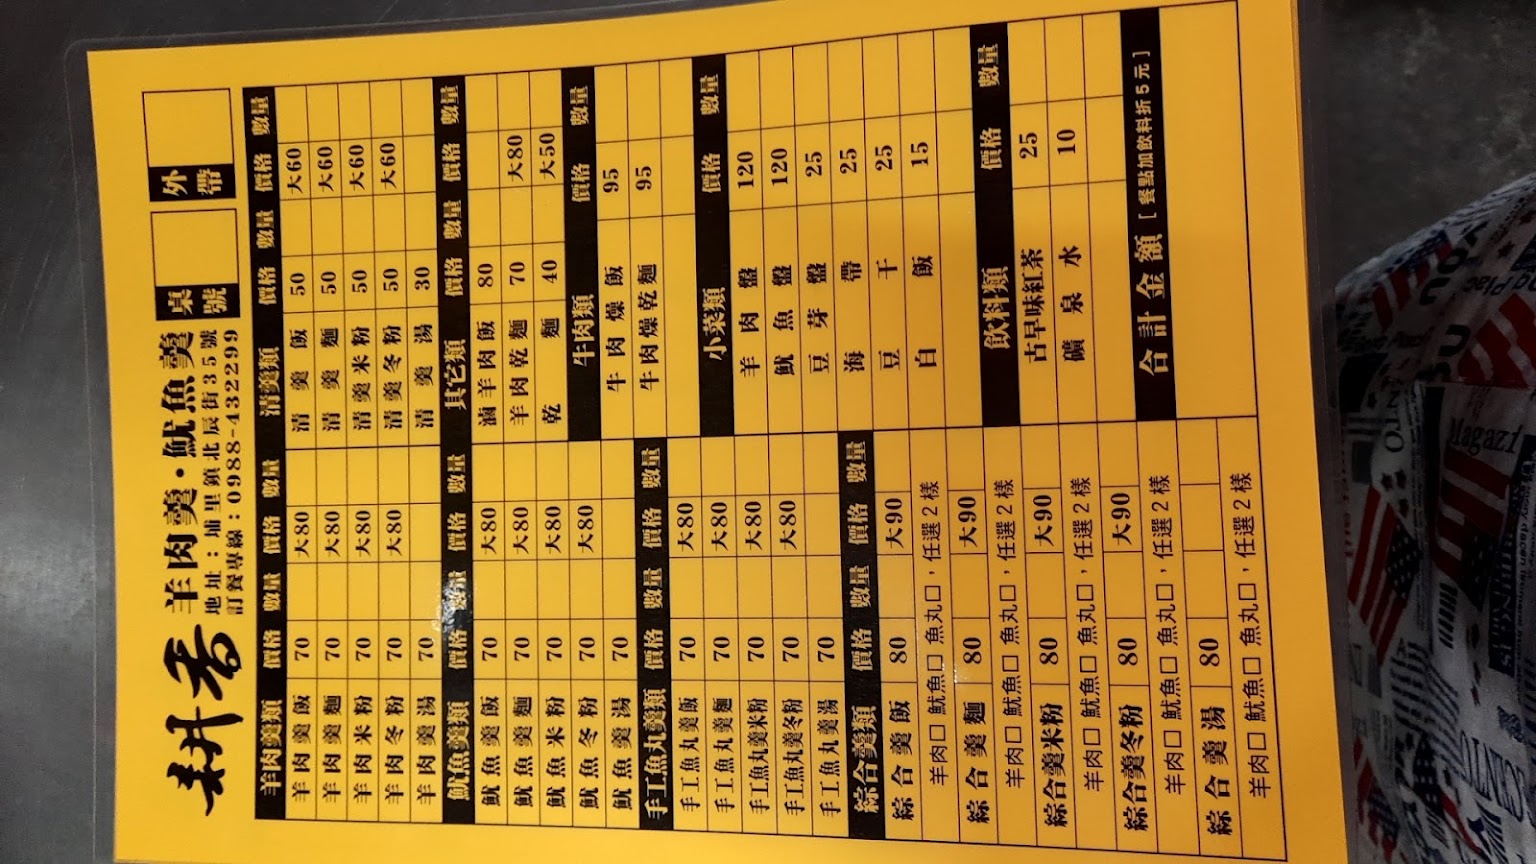 耕香
羊肉羹·魷魚羹
地址：埔里鎮北辰街35號
訂餐專線：0988-432299
桌號
外帶
羊肉羹類 價格 數量 價格 數量
羊肉羹飯 70 大80
羊肉羹麵 70 大80
羊肉米粉 70 大80
羊肉冬粉 70 大80
羊肉羹湯 70
魷魚羹類 價格 數量 價格 數量
魷魚羹飯 70 大80
魷魚羹麵 70 大80
魷魚米粉 70 大80
魷魚冬粉 70 大80
魷魚羹湯 70
手工魚丸羹類 價格 數量 價格 數量
手工魚丸羹飯 70 大80
手工魚丸羹麵 70 大80
手工魚丸羹米粉 70 大80
手工魚丸羹冬粉 70 大80
手工魚丸羹湯 70
綜合羹類 價格 數量 價格 數量
綜合羹飯 80 大90
羊肉□ 魷魚□ 魚丸□，任選2樣
綜合羹麵 80 大90
羊肉□ 魷魚□ 魚丸□，任選2樣
綜合羹米粉 80 大90
羊肉□ 魷魚□ 魚丸□，任選2樣
綜合羹冬粉 80 大90
羊肉□ 魷魚□ 魚丸□，任選2樣
綜合羹湯 80
羊肉□ 魷魚□ 魚丸□，任選2樣
清羹類 價格 數量 價格 數量
清羹飯 50 大60
清羹麵 50 大60
清羹米粉 50 大60
清羹冬粉 50 大60
清羹湯 30
其它類 價格 數量 價格 數量
滷羊肉飯 80
羊肉乾麵 70 大80
乾麵 40 大50
牛肉類 價格 數量
牛肉燥飯 95
牛肉燥乾麵 95
小菜類 價格 數量
羊肉盤 120
魷魚盤 120
豆芽盤 25
海帶 25
豆干 25
白飯 15
飲料類 價格 數量
古早味紅茶 25
礦泉水 10
合計金額［餐點加飲料折5元］